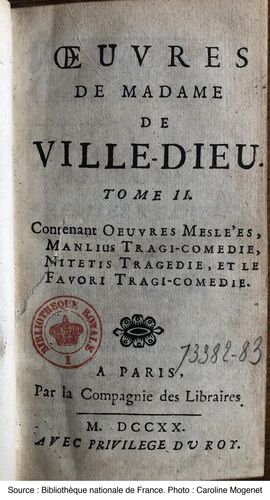 ŒUVRES
DE MADAME
DE
VILLE-DIEU.
TOME II.
Contenant OEUVRES MESLE'ES,
MANLIUS TRAGI-COMEDIE,
NITETIS TRAGEDIE, ET LE
FAVORI TRAGI-COMEDIE.
BIBLIOTHEQUE ROYALE
I
73382-83
A PARIS,
Par la Compagnie des Libraires
M. DCCXX.
AVEC PRIVILEGE DU ROY.
Source : Bibliothèque nationale de France. Photo : Caroline Mogenet